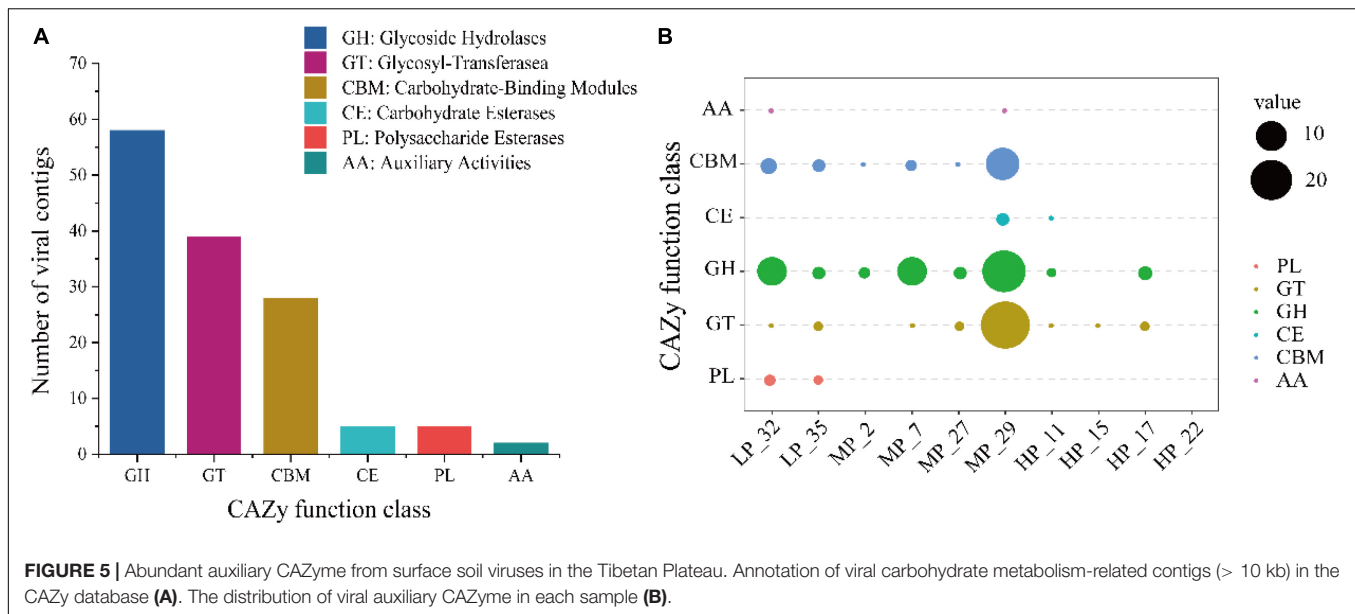 A
GH: Glycoside Hydrolases
GT: Glycosyl-Transferasea
CBM: Carbohydrate-Binding Modules
CE: Carbohydrate Esterases
PL: Polysaccharide Esterases
AA: Auxiliary Activities
70
60
50
40
30
20
10
0
Number of viral contigs
GH GT CBM CE PL AA
CAZy function class
B
CAZy function class
AA
CBM
CE
GH
GT
PL
LP_32 LP_35 MP_2 MP_7 MP_27 MP_29 HP_11 HP_15 HP_17 HP_22
value
10
20
PL
GT
GH
CE
CBM
AA
FIGURE 5 | Abundant auxiliary CAZyme from surface soil viruses in the Tibetan Plateau. Annotation of viral carbohydrate metabolism-related contigs (> 10 kb) in the
CAZy database (A). The distribution of viral auxiliary CAZyme in each sample (B).